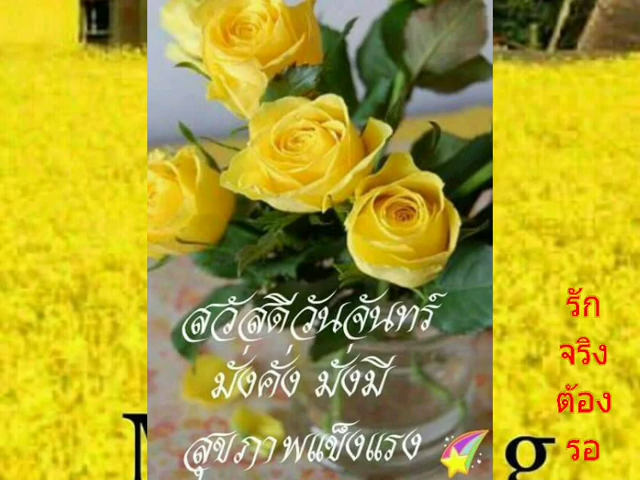 สวัสดีวันจันทร์
มั่งคั่ง มั่งมี
สุขภาพแข็งแรง
รัก
จริง
ต้อง
รอ
g